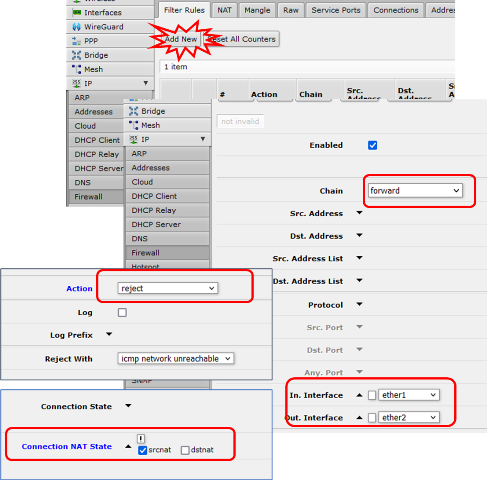 Interfaces
WireGuard
PPP
Bridge
Mesh
IP
ARP
Addresses
Cloud
DHCP Client
DHCP Relay
DHCP Server
DNS
Firewall
Filter Rules NAT Mangle Raw Service Ports Connections
Add New Reset All Counters
1 item
# Action Chain Src. Address Dst. Address
Bridge
Mesh
IP
ARP
Addresses
Cloud
DHCP Client
DHCP Relay
DHCP Server
DNS
Firewall
Hotspot
SNAP
not invalid
Enabled
Chain forward
Src. Address
Dst. Address
Src. Address List
Dst. Address List
Protocol
Src. Port
Dst. Port
Any. Port
In. Interface ether1
Out. Interface ether2
Action reject
Log
Log Prefix
Reject With icmp network unreachable
Connection State
!
Connection NAT State srcnat dstnat